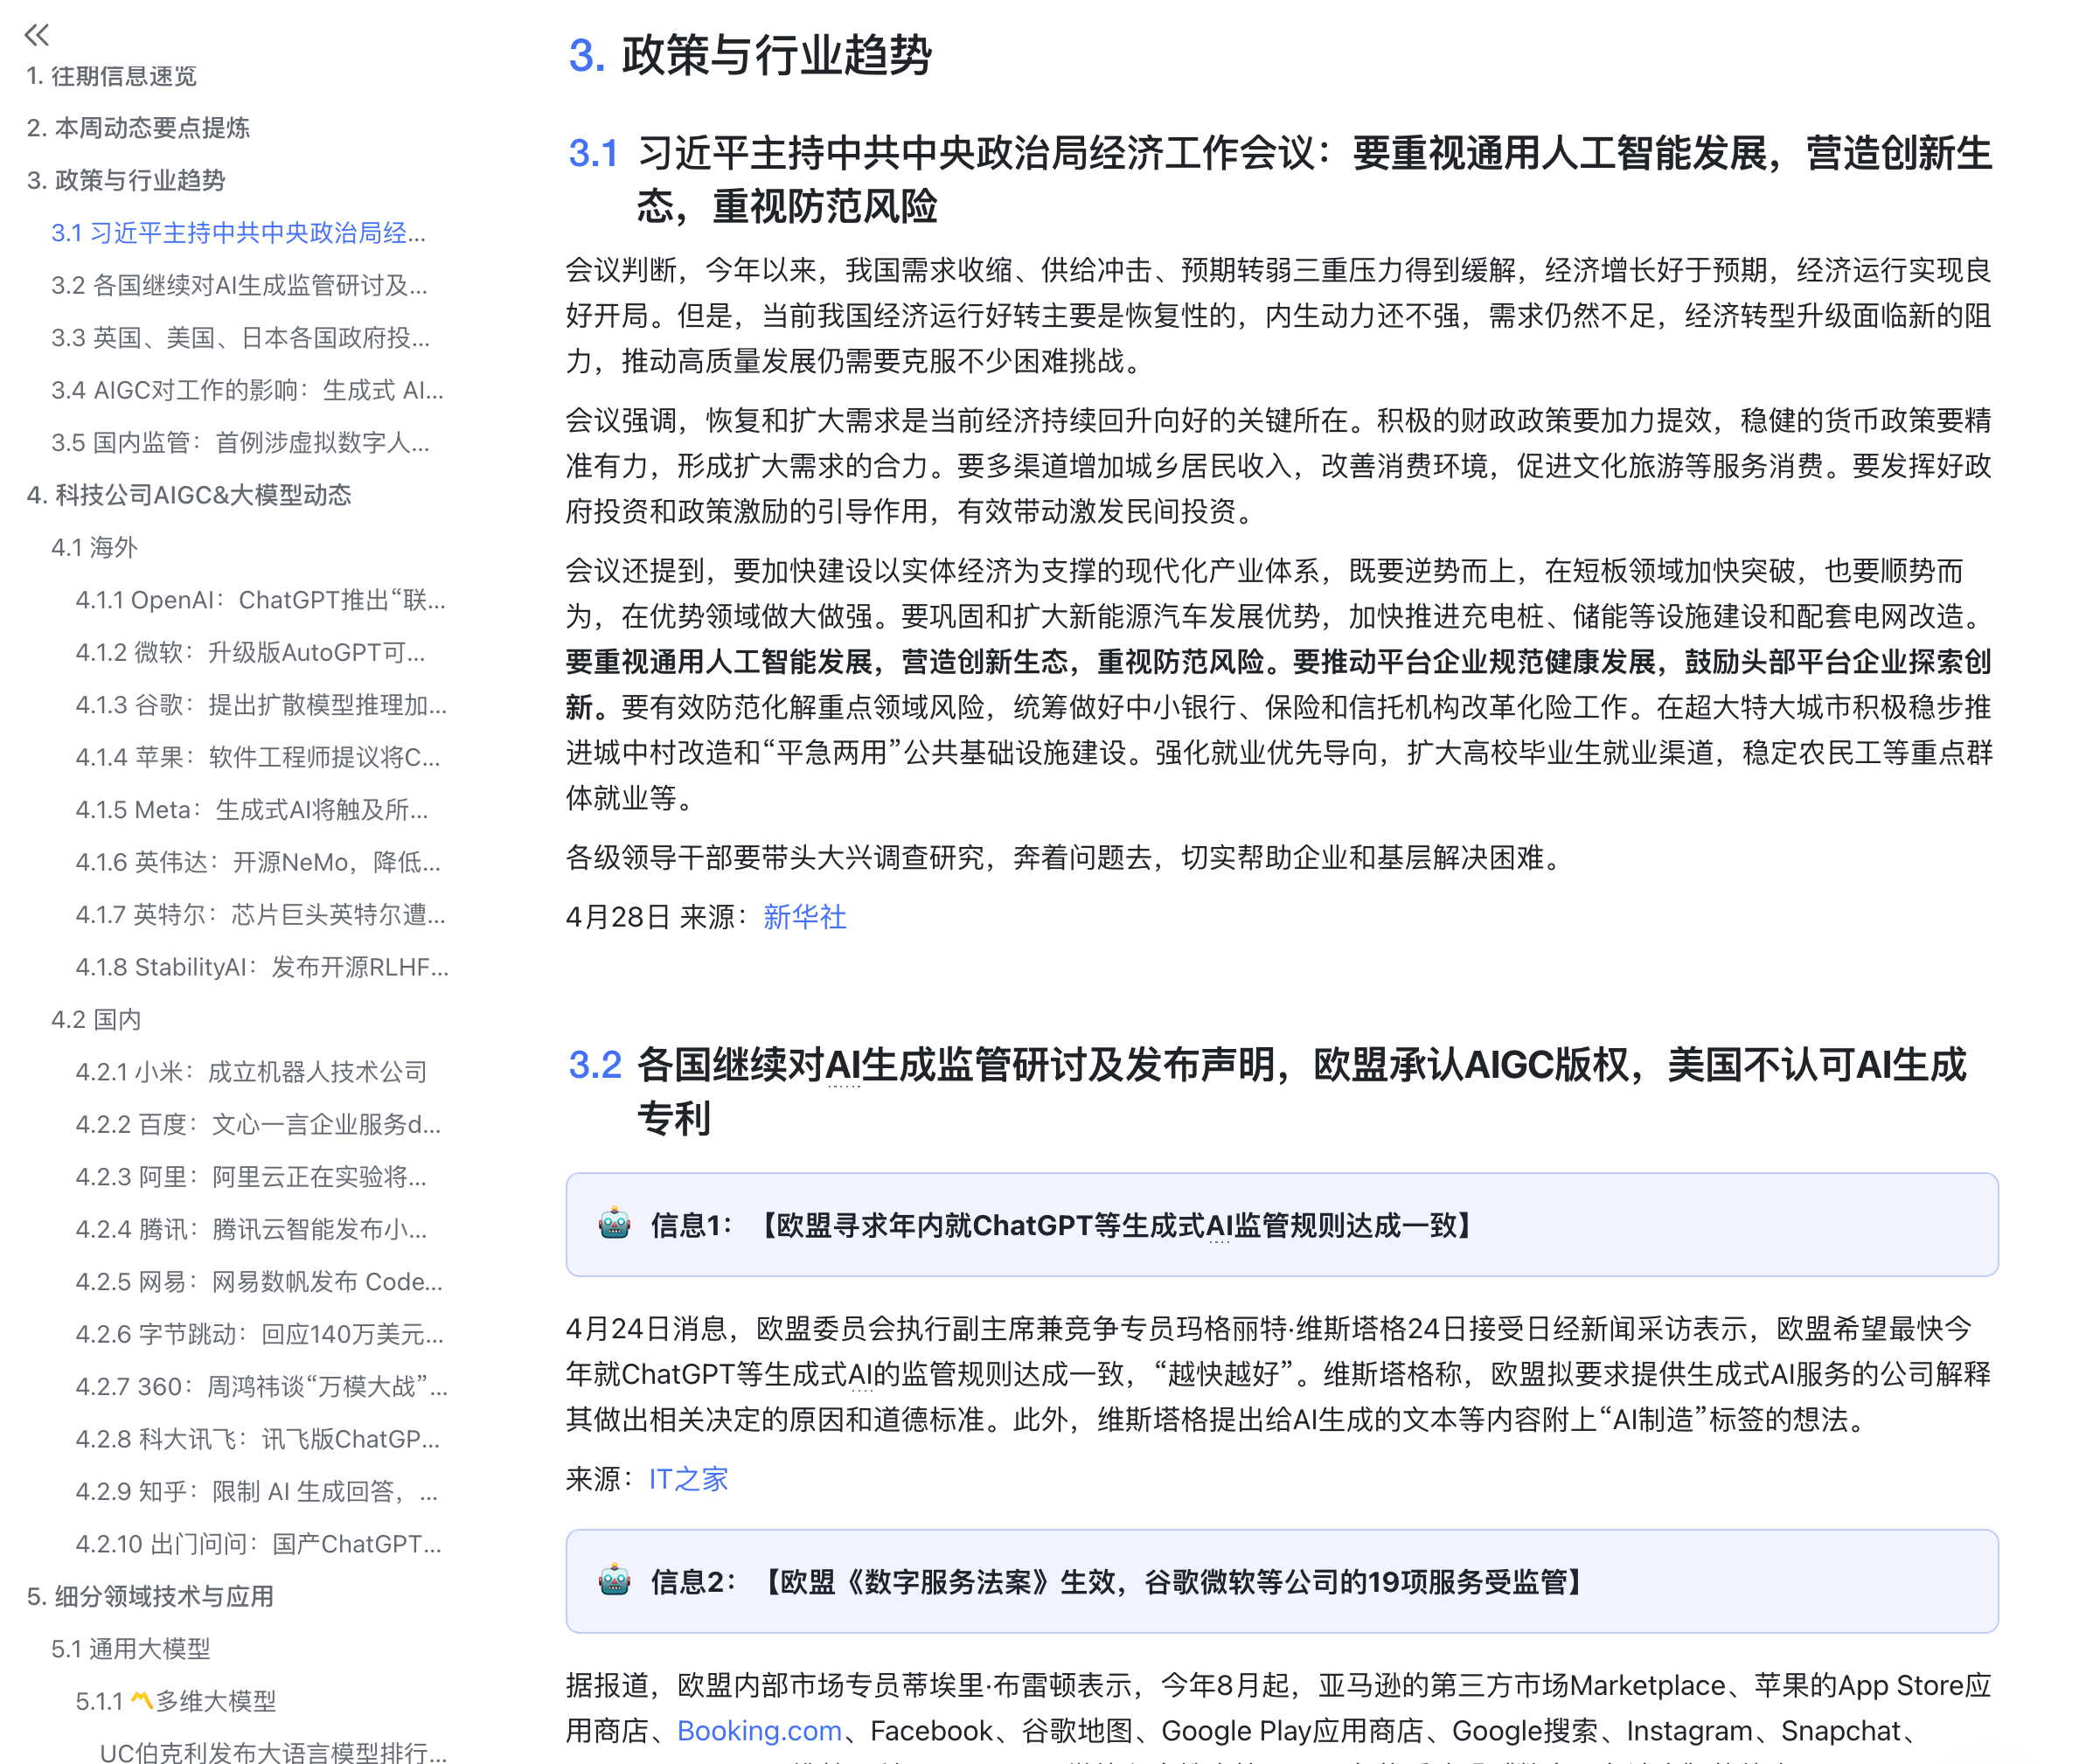 1. 往期信息速览
2. 本周动态要点提炼
3. 政策与行业趋势
3.1 习近平主持中共中央政治局经...
3.2 各国继续对AI生成监管研讨及...
3.3 英国、美国、日本各国政府投...
3.4 AIGC对工作的影响：生成式 AI...
3.5 国内监管：首例涉虚拟数字人...
4. 科技公司AIGC&大模型动态
4.1 海外
4.1.1 OpenAI：ChatGPT推出“联...
4.1.2 微软：升级版AutoGPT可...
4.1.3 谷歌：提出扩散模型推理加...
4.1.4 苹果：软件工程师提议将C...
4.1.5 Meta：生成式AI将触及所...
4.1.6 英伟达：开源NeMo，降低...
4.1.7 英特尔：芯片巨头英特尔遭...
4.1.8 StabilityAI：发布开源RLHF...
4.2 国内
4.2.1 小米：成立机器人技术公司
4.2.2 百度：文心一言企业服务d...
4.2.3 阿里：阿里云正在实验将...
4.2.4 腾讯：腾讯云智能发布小...
4.2.5 网易：网易数帆发布 Code...
4.2.6 字节跳动：回应140万美元...
4.2.7 360：周鸿祎谈“万模大战”...
4.2.8 科大讯飞：讯飞版ChatGP...
4.2.9 知乎：限制 AI 生成回答，...
4.2.10 出门问问：国产ChatGPT...
5. 细分领域技术与应用
5.1 通用大模型
5.1.1 多维大模型
UC伯克利发布大语言模型排行...
3. 政策与行业趋势
3.1 习近平主持中共中央政治局经济工作会议：要重视通用人工智能发展，营造创新生
态，重视防范风险
会议判断，今年以来，我国需求收缩、供给冲击、预期转弱三重压力得到缓解，经济增长好于预期，经济运行实现良
好开局。但是，当前我国经济运行好转主要是恢复性的，内生动力还不强，需求仍然不足，经济转型升级面临新的阻
力，推动高质量发展仍需要克服不少困难挑战。
会议强调，恢复和扩大需求是当前经济持续回升向好的关键所在。积极的财政政策要加力提效，稳健的货币政策要精
准有力，形成扩大需求的合力。要多渠道增加城乡居民收入，改善消费环境，促进文化旅游等服务消费。要发挥好政
府投资和政策激励的引导作用，有效带动激发民间投资。
会议还提到，要加快建设以实体经济为支撑的现代化产业体系，既要逆势而上，在短板领域加快突破，也要顺势而
为，在优势领域做大做强。要巩固和扩大新能源汽车发展优势，加快推进充电桩、储能等设施建设和配套电网改造。
要重视通用人工智能发展，营造创新生态，重视防范风险。要推动平台企业规范健康发展，鼓励头部平台企业探索创
新。要有效防范化解重点领域风险，统筹做好中小银行、保险和信托机构改革化险工作。在超大特大城市积极稳步推
进城中村改造和“平急两用”公共基础设施建设。强化就业优先导向，扩大高校毕业生就业渠道，稳定农民工等重点群
体就业等。
各级领导干部要带头大兴调查研究，奔着问题去，切实帮助企业和基层解决困难。
4月28日 来源：新华社
3.2 各国继续对AI生成监管研讨及发布声明，欧盟承认AIGC版权，美国不认可AI生成
专利
信息1：【欧盟寻求年内就ChatGPT等生成式AI监管规则达成一致】
4月24日消息，欧盟委员会执行副主席兼竞争专员玛格丽特·维斯塔格24日接受日经新闻采访表示，欧盟希望最快今
年就ChatGPT等生成式AI的监管规则达成一致，“越快越好”。维斯塔格称，欧盟拟要求提供生成式AI服务的公司解释
其做出相关决定的原因和道德标准。此外，维斯塔格提出给AI生成的文本等内容附上“AI制造”标签的想法。
来源：IT之家
信息2：【欧盟《数字服务法案》生效，谷歌微软等公司的19项服务受监管】
据报道，欧盟内部市场专员蒂埃里·布雷顿表示，今年8月起，亚马逊的第三方市场Marketplace、苹果的App Store应
用商店、Booking.com、Facebook、谷歌地图、Google Play应用商店、Google搜索、Instagram、Snapchat、